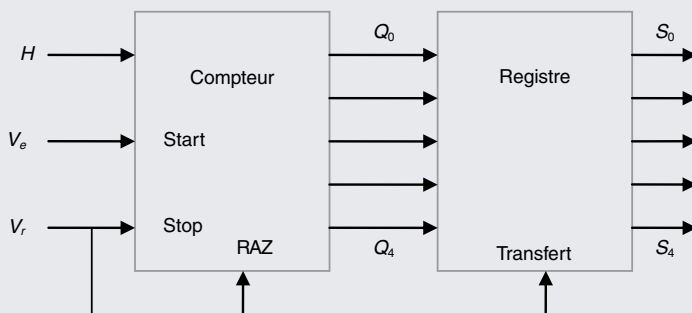 H
Q₀
S₀
Compteur
Registre
Vₑ
Start
Vᵣ
Stop
RAZ
Q₄
Transfert
S₄